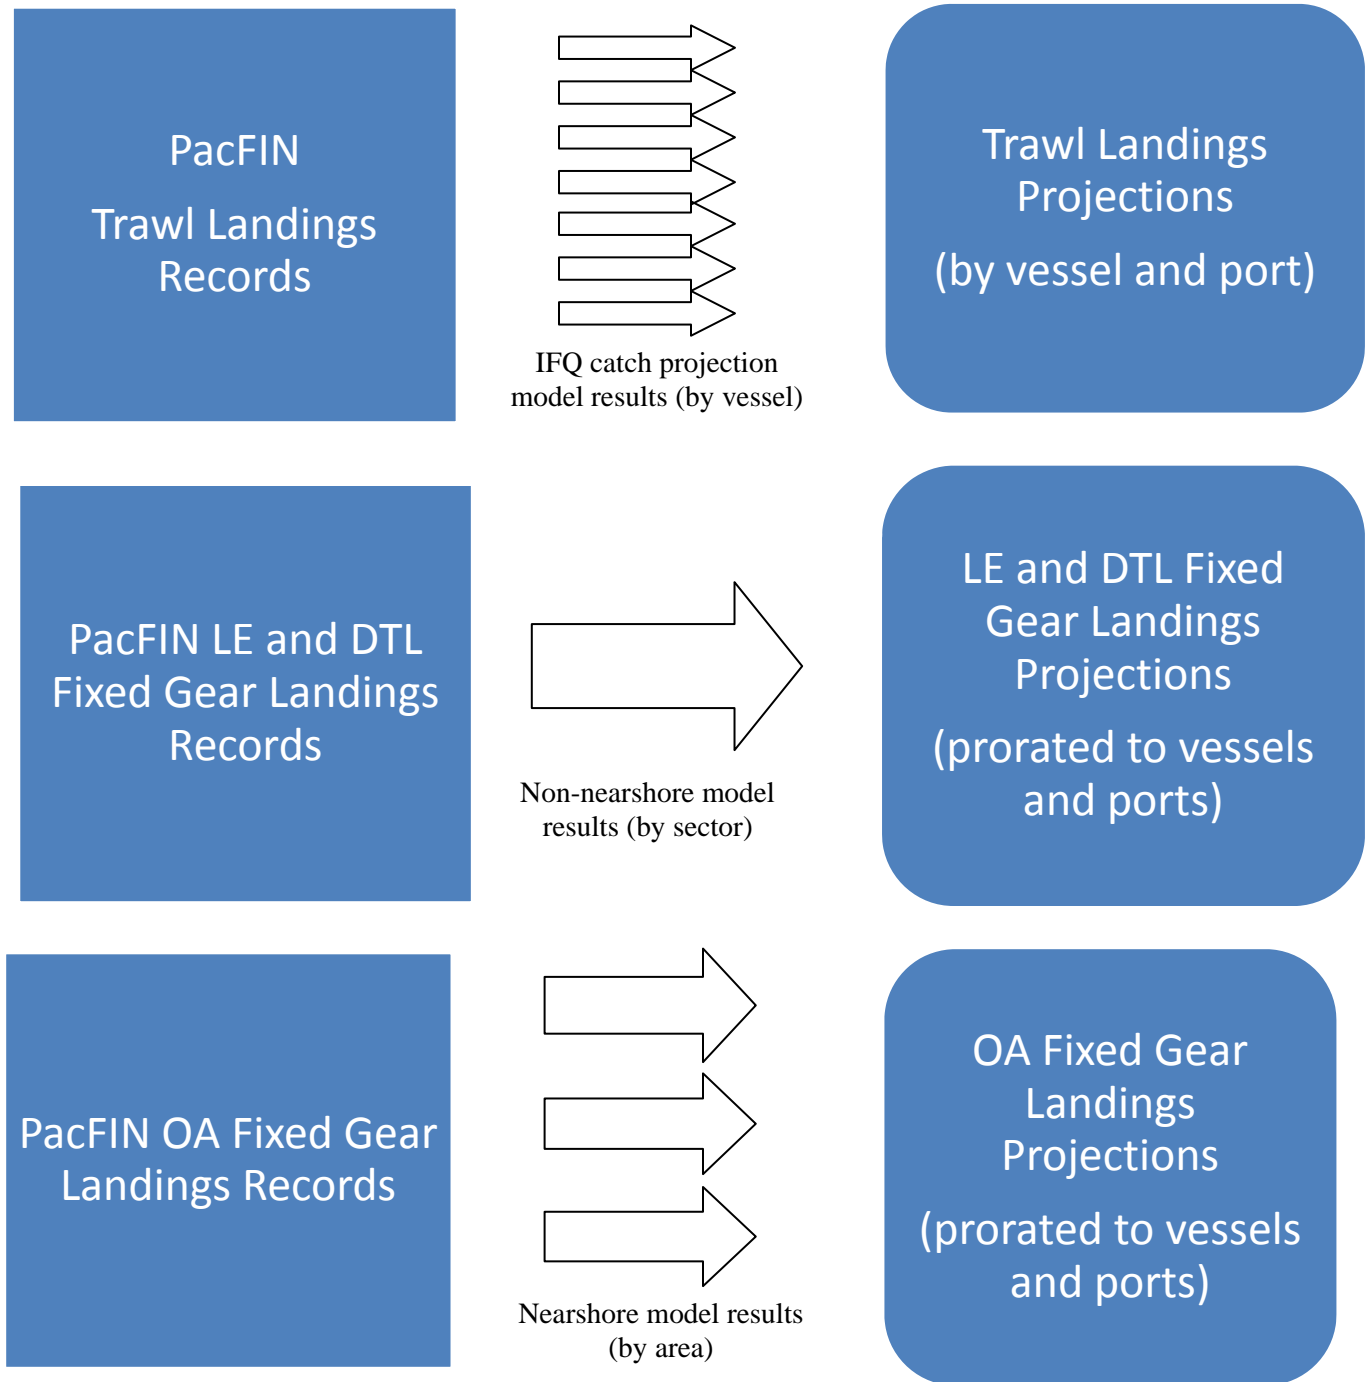 PacFIN
Trawl Landings
Records
IFQ catch projection
model results (by vessel)
Trawl Landings
Projections
(by vessel and port)
PacFIN LE and DTL
Fixed Gear Landings
Records
Non-nearshore model
results (by sector)
LE and DTL Fixed
Gear Landings
Projections
(prorated to vessels
and ports)
PacFIN OA Fixed Gear
Landings Records
Nearshore model results
(by area)
OA Fixed Gear
Landings
Projections
(prorated to vessels
and ports)